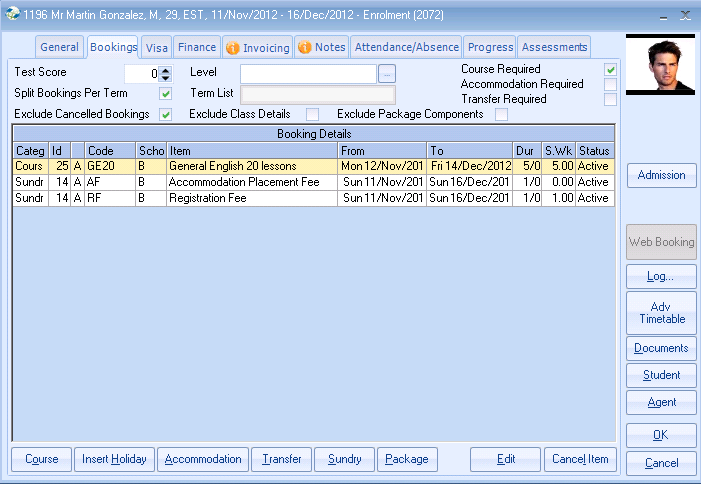 1196 Mr Martin Gonzalez, M, 29, EST, 11/Nov/2012 - 16/Dec/2012 - Enrolment (2072)
General Bookings Visa Finance Invoicing Notes Attendance/Absence Progress Assessments
Test Score 0 Level ... Course Required
Accommodation Required
Split Bookings Per Term Term List Transfer Required
Exclude Cancelled Bookings Exclude Class Details Exclude Package Components
Booking Details
Categ Id Code Scho Item From To Dur S.Wk Status
Cours 25 A GE20 B General English 20 lessons Mon 12/Nov/201 Fri 14/Dec/2012 5/0 5.00 Active
Sundr 14 A AF B Accommodation Placement Fee Sun 11/Nov/201 Sun 16/Dec/201 1/0 0.00 Active
Sundr 14 A RF B Registration Fee Sun 11/Nov/201 Sun 16/Dec/201 1/0 1.00 Active
Admission
Web Booking
Log...
Adv
Timetable
Documents
Student
Agent
OK
Cancel
Course Insert Holiday Accommodation Transfer Sundry Package Edit Cancel Item